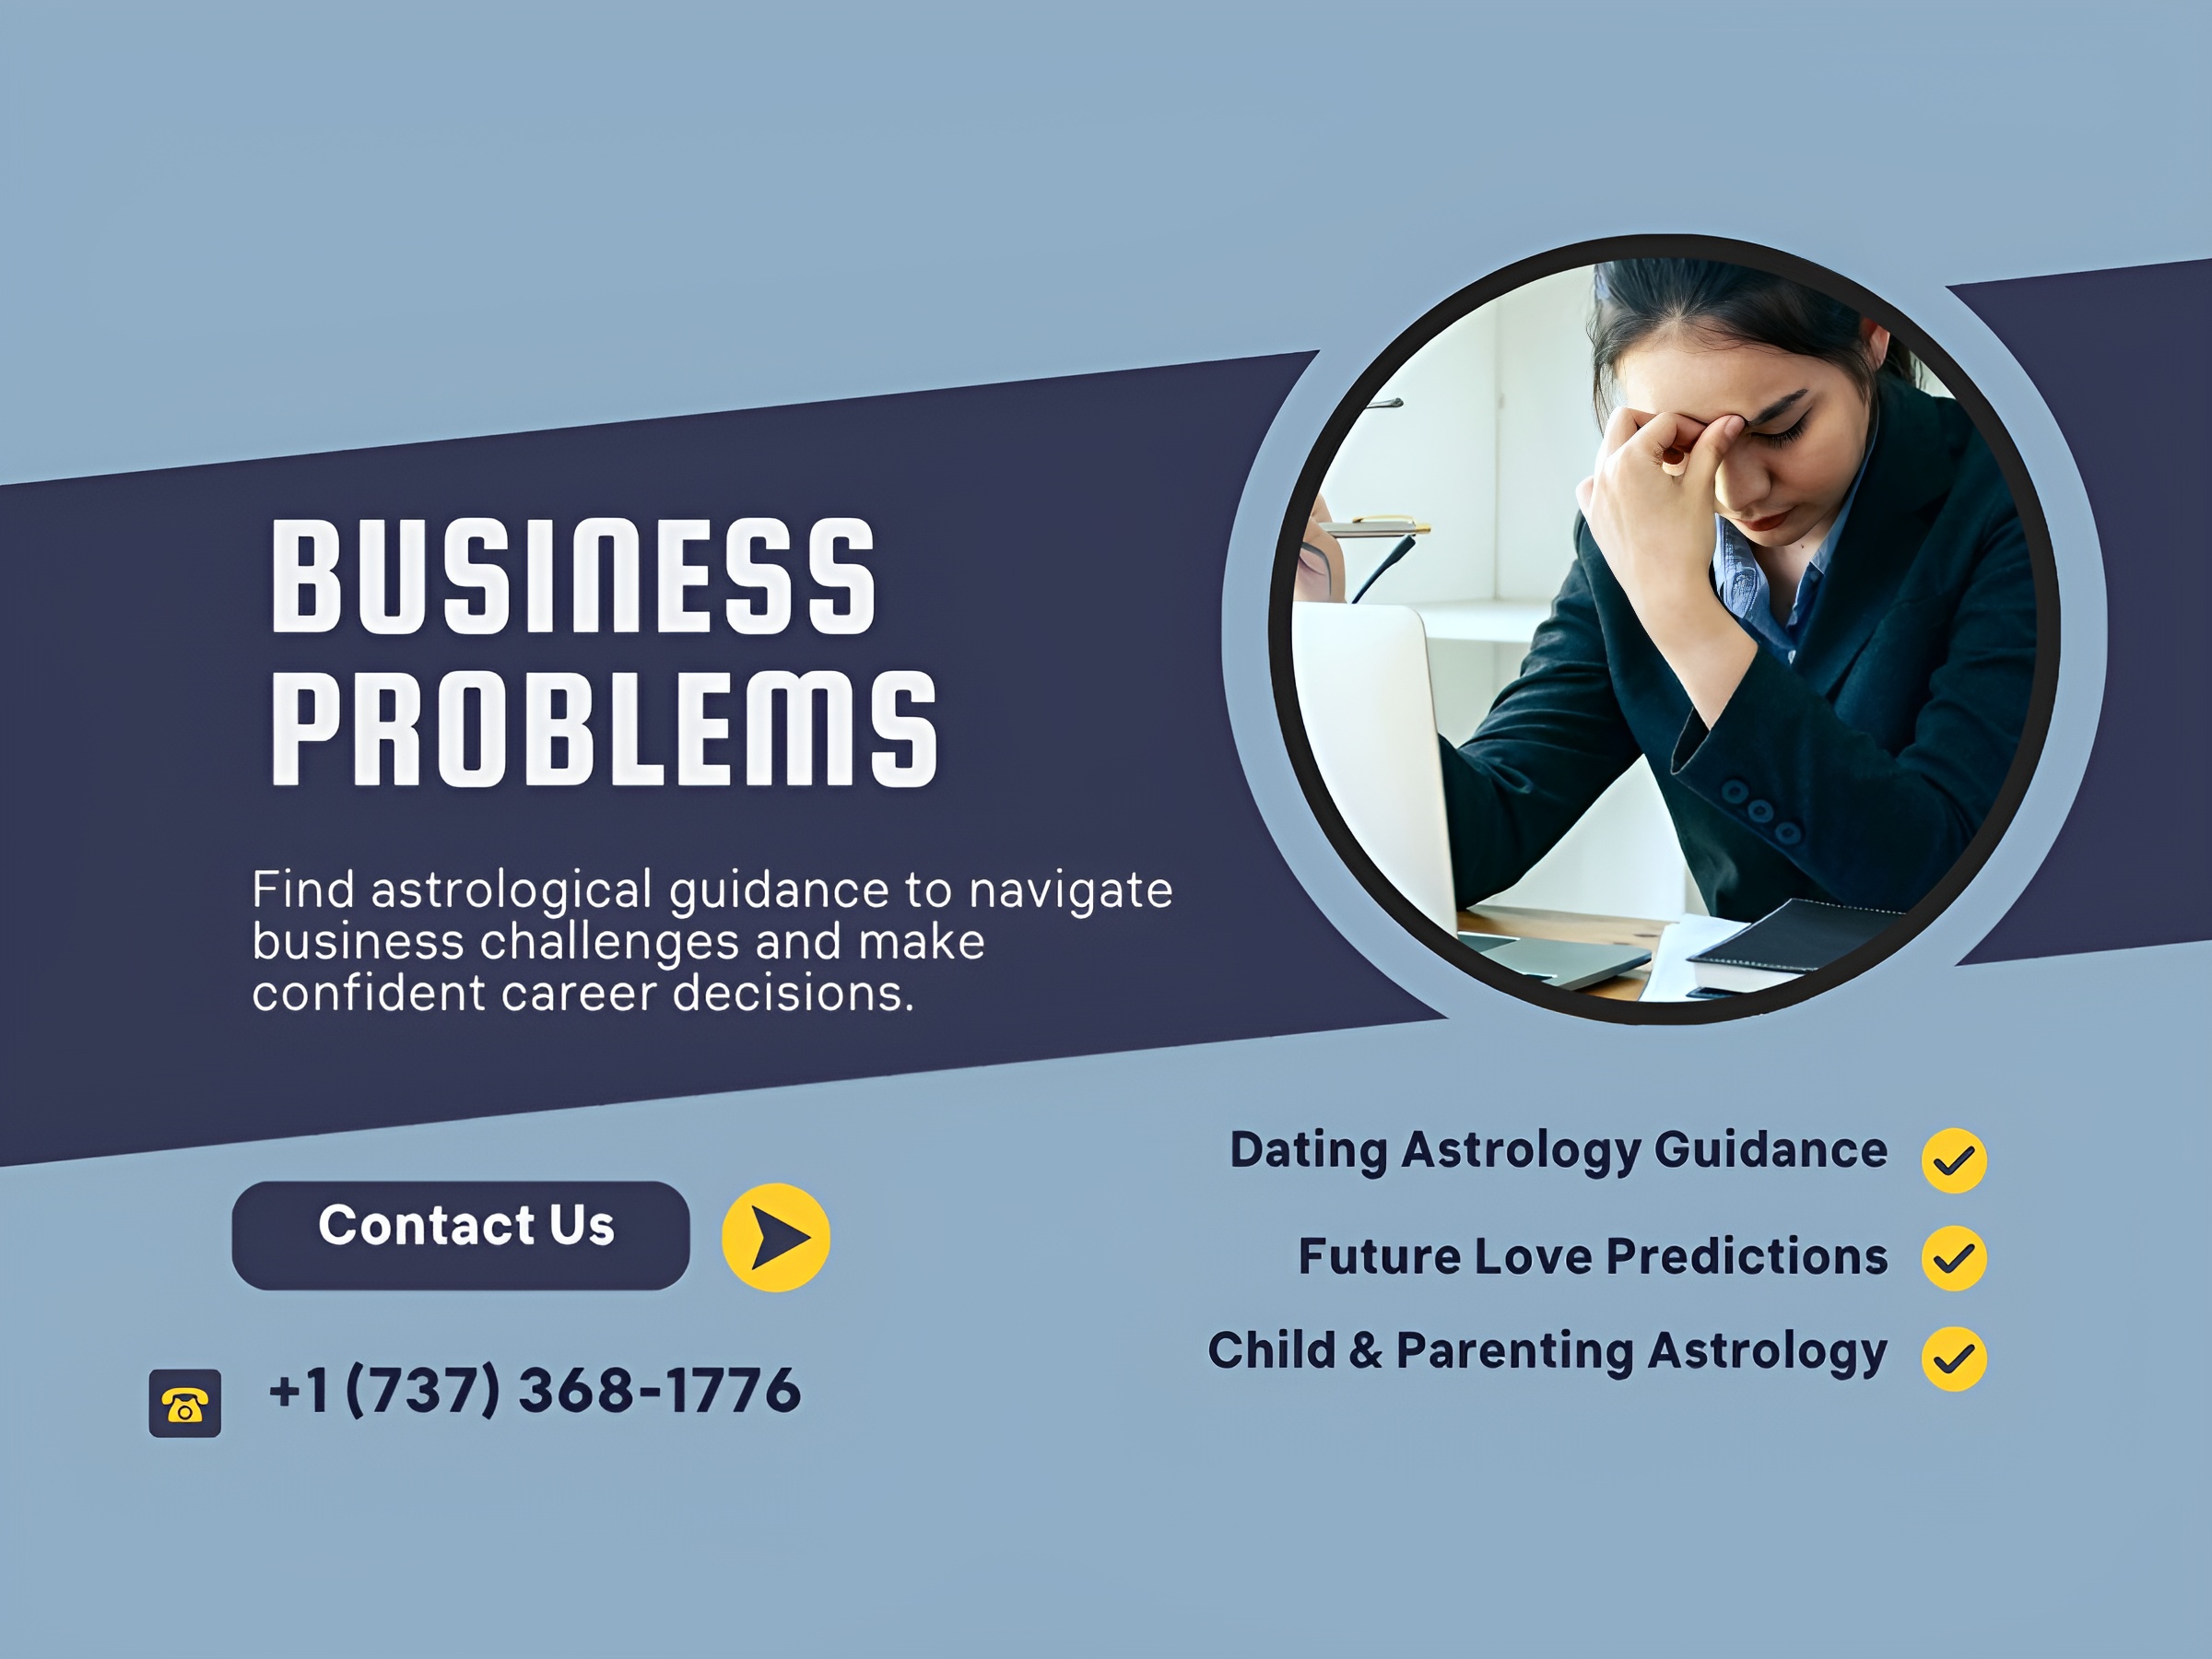 BUSINESS
PROBLEMS
Find astrological guidance to navigate
business challenges and make
confident career decisions.
Contact Us
+1 (737) 368-1776
Dating Astrology Guidance
Future Love Predictions
Child & Parenting Astrology